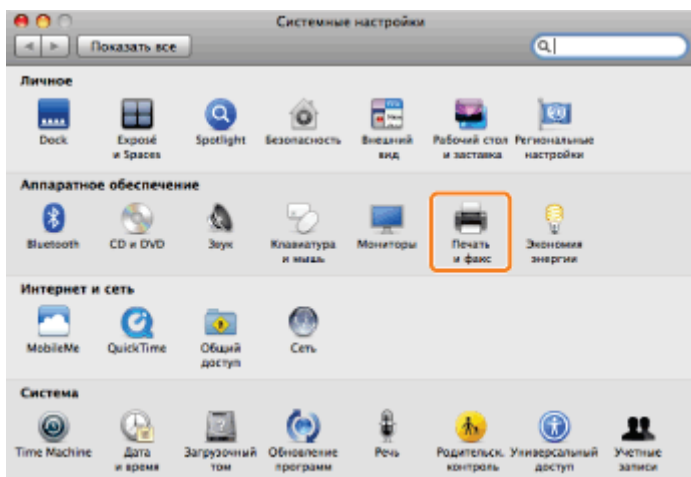 Системные настройки
Показать все
Личное
Dock
Exposé
и Spaces
Spotlight
Безопасность
Внешний
вид
Рабочий стол
и заставка
Региональные
настройки
Аппаратное обеспечение
Bluetooth
CD и DVD
Звук
Клавиатура
и мышь
Мониторы
Печать
и факс
Экономия
энергии
Интернет и сеть
MobileMe
QuickTime
Общий
доступ
Сеть
Система
Time Machine
Дата
и время
Загрузочный
том
Обновление
программ
Речь
Родительск.
контроль
Универсальный
доступ
Учетные
записи